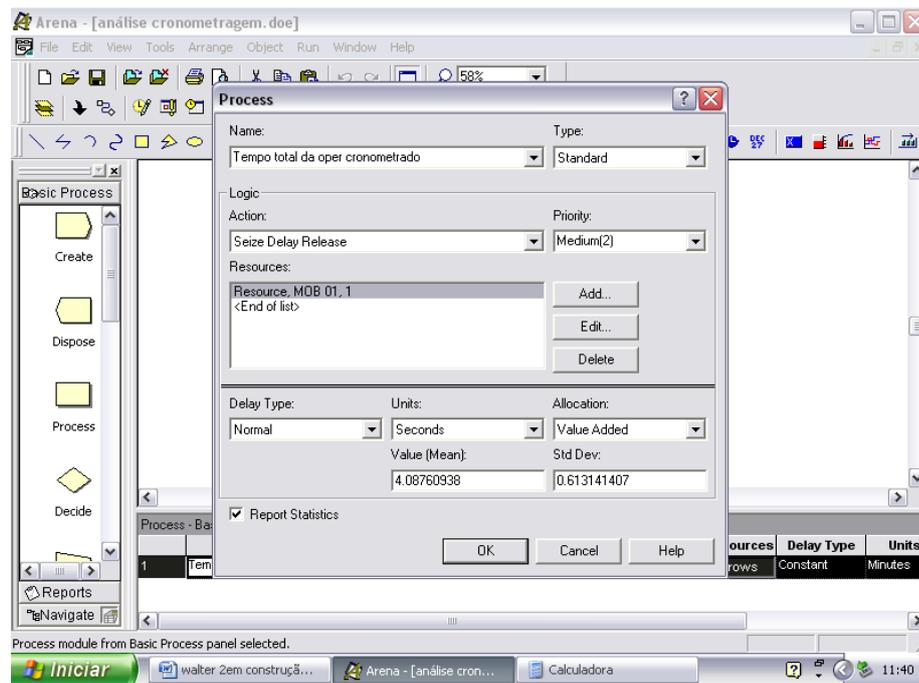 Arena - [análise cronometragem.doe]
File Edit View Tools Arrange Object Run Window Help
58%
Process
Name:
Type:
Tempo total da oper cronometrado
Standard
Logic
Action:
Priority:
Seize Delay Release
Medium(2)
Resources:
Resource, MOB 01, 1
<End of list>
Add...
Edit...
Delete
Delay Type:
Units:
Allocation:
Normal
Seconds
Value Added
Value (Mean):
Std Dev:
4.08760938
0.613141407
Report Statistics
OK
Cancel
Help
Basic Process
Create
Dispose
Process
Decide
Reports
Navigate
Process - Ba
ources Delay Type Units
1 Tem rows Constant Minutes
Process module from Basic Process panel selected.
Iniciar
walter 2em construçã...
Arena - [análise cron...
Calculadora
11:40